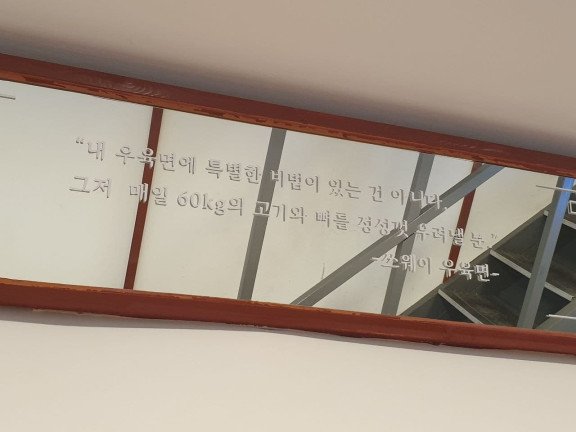 "내 우육면에 특별한 비법이 있는 건 아니다.
그저 매일 60kg의 고기와 뼈를 정성껏 우려낼 뿐."
-쏘웨이 우육면-